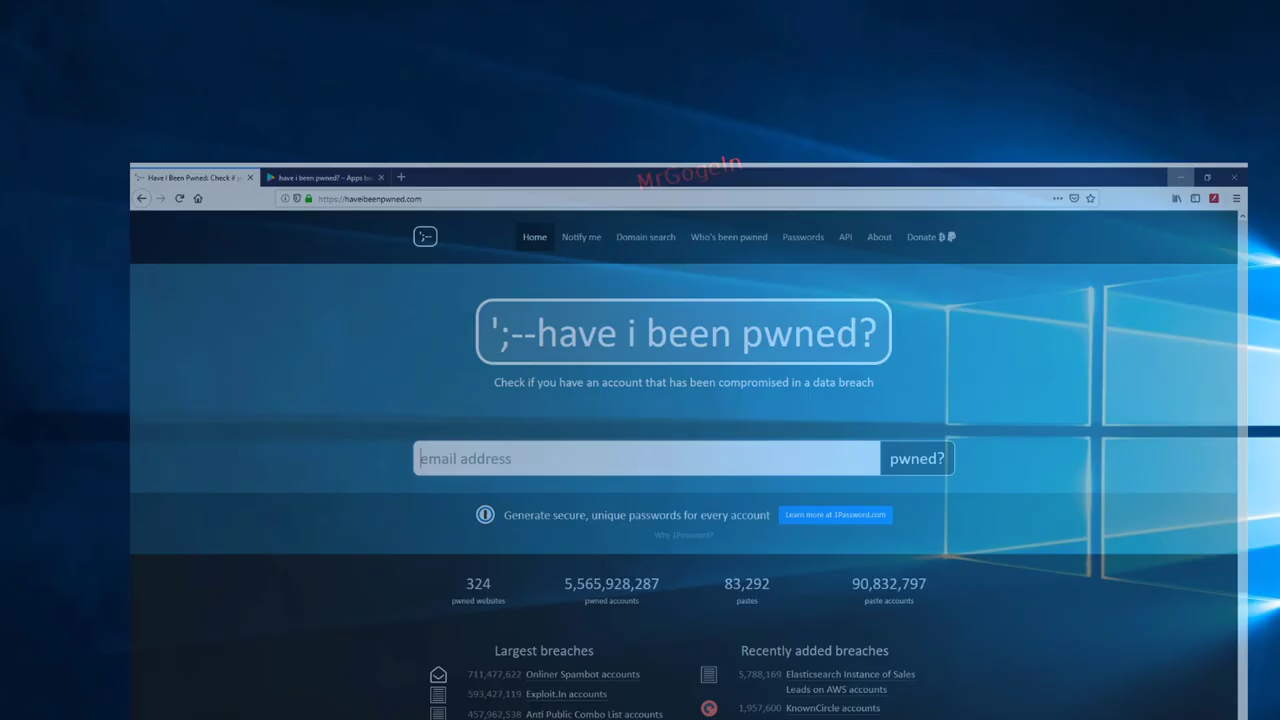 MrGogeIn
';-- Have I Been Pwned: Check if y
have i been pwned? – Apps be
https://haveibeenpwned.com
';--
Home Notify me Domain search Who's been pwned Passwords API About Donate
';--have i been pwned?
Check if you have an account that has been compromised in a data breach
email address
pwned?
Generate secure, unique passwords for every account Learn more at 1Password.com
Why 1Password?
324 5,565,928,287 83,292 90,832,797
pwned websites pwned accounts pastes paste accounts
Largest breaches
711,477,622 Onliner Spambot accounts
593,427,119 Exploit.In accounts
457,962,538 Anti Public Combo List accounts
Recently added breaches
5,788,169 Elasticsearch Instance of Sales
Leads on AWS accounts
1,957,600 KnownCircle accounts